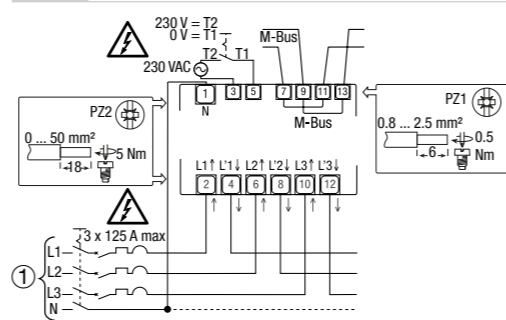 230 V = T2
0 V = T1
T2 T1
230 VAC
M-Bus
1 3 5 7 9 11 13
N
M-Bus
PZ2
0 ... 50 mm²
5 Nm
18
PZ1
0.8 ... 2.5 mm²
0.5
Nm
6
L1↑ L'1↓ L2↑ L'2↓ L3↑ L'3↓
2 4 6 8 10 12
3 x 125 A max
1
L1
L2
L3
N